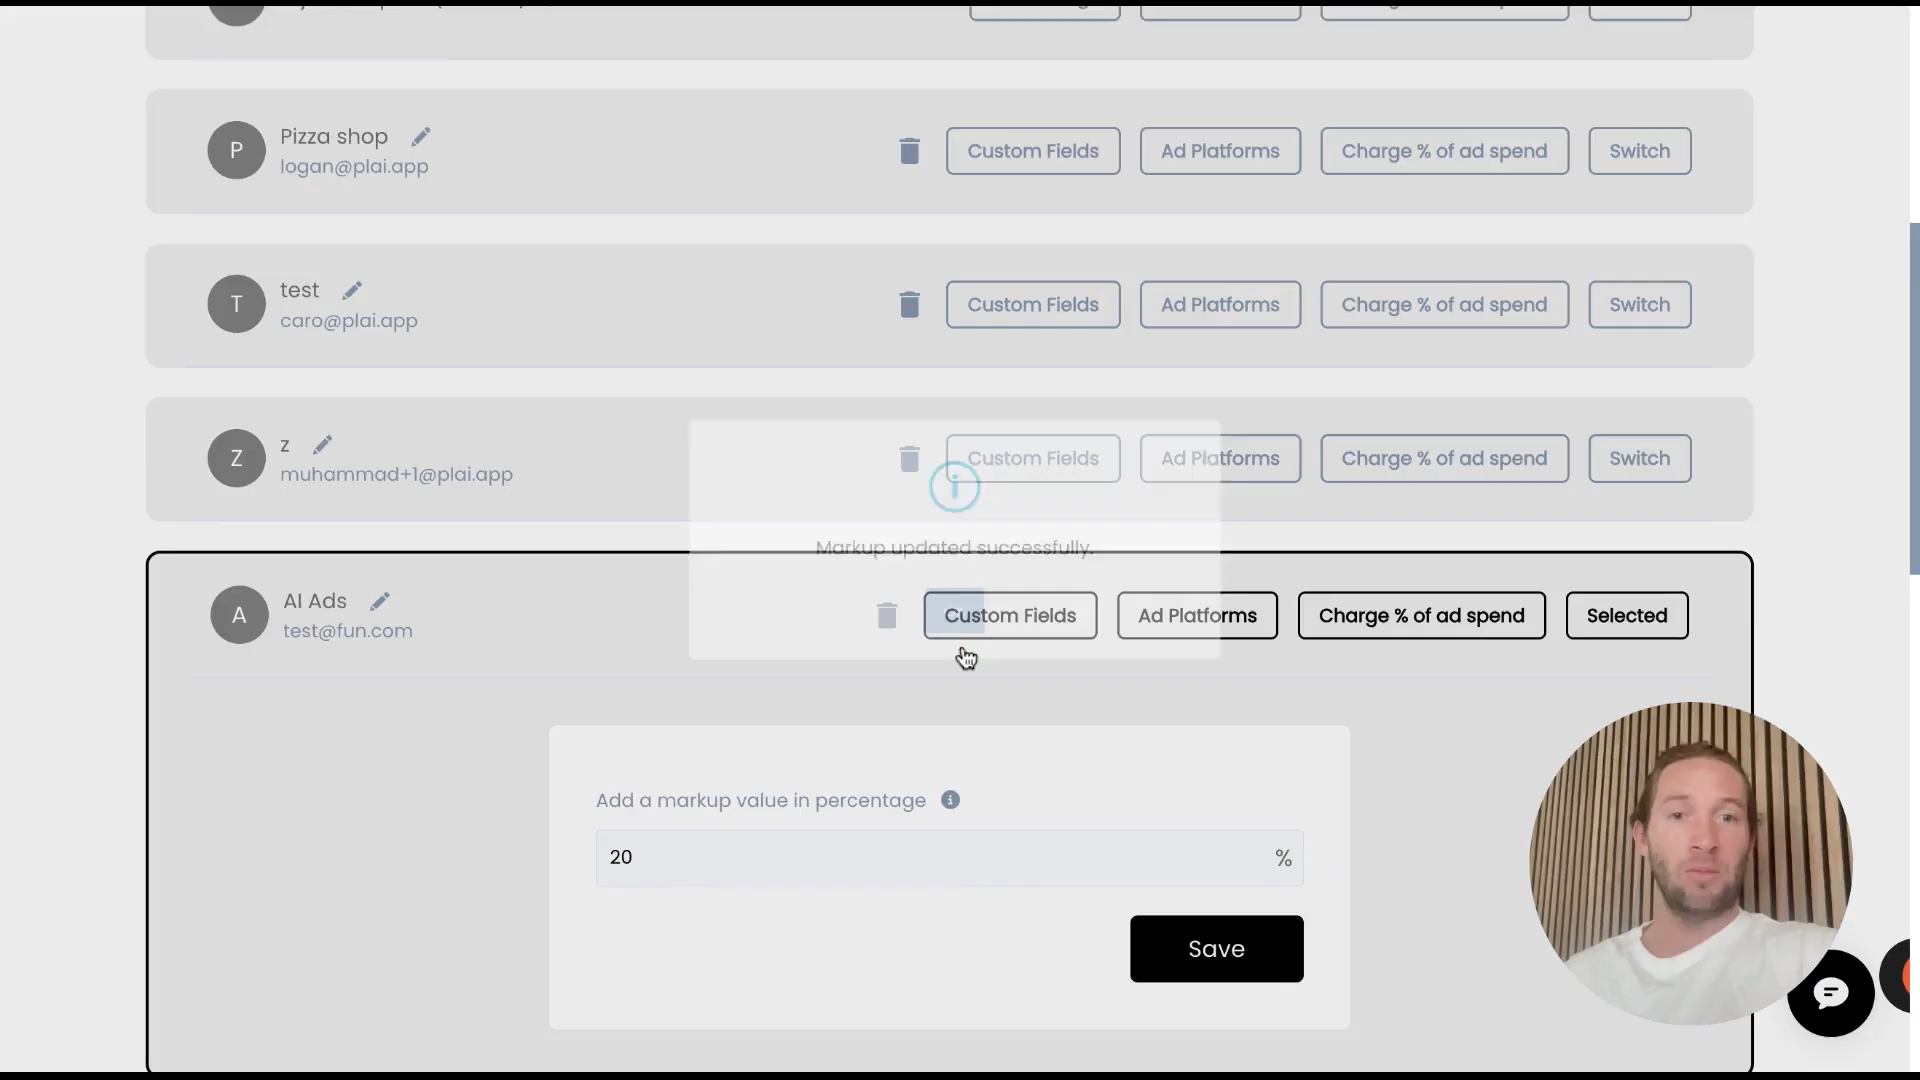 P
Pizza shop
logan@plai.app
Custom Fields
Ad Platforms
Charge % of ad spend
Switch
T
test
caro@plai.app
Custom Fields
Ad Platforms
Charge % of ad spend
Switch
Z
z
muhammad+1@plai.app
Custom Fields
Ad Platforms
Charge % of ad spend
Switch
Markup updated successfully.
A
AI Ads
test@fun.com
Custom Fields
Ad Platforms
Charge % of ad spend
Selected
Add a markup value in percentage
20
%
Save